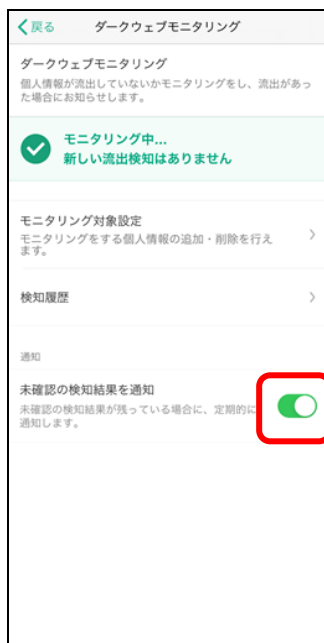 戻る ダークウェブモニタリング
ダークウェブモニタリング
個人情報が流出していないかモニタリングをし、流出があっ
た場合にお知らせします。
モニタリング中...
新しい流出検知はありません
モニタリング対象設定
モニタリングをする個人情報の追加・削除を行え
ます。
検知履歴
通知
未確認の検知結果を通知
未確認の検知結果が残っている場合に、定期的に
通知します。